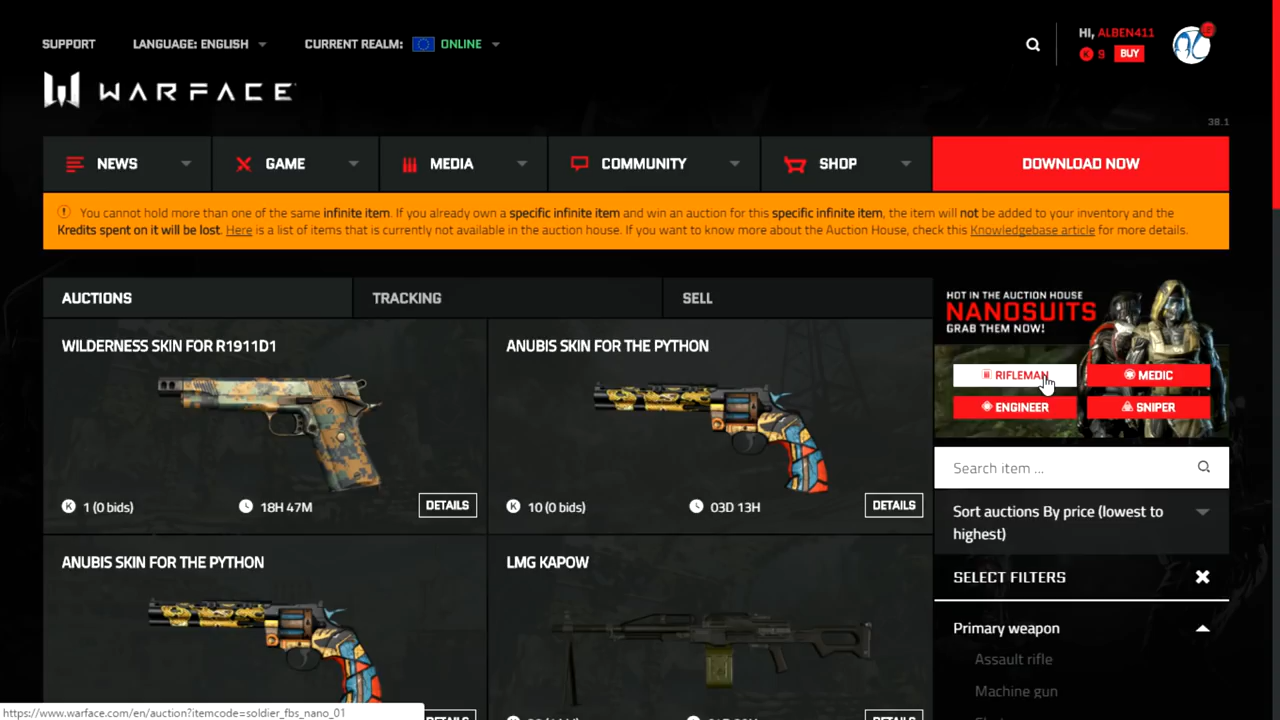 SUPPORT
LANGUAGE: ENGLISH
CURRENT REALM: ONLINE
HI, ALBEN411
K 9 BUY
WARFACE
38.1
NEWS
GAME
MEDIA
COMMUNITY
SHOP
DOWNLOAD NOW
You cannot hold more than one of the same infinite item. If you already own a specific infinite item and win an auction for this specific infinite item, the item will not be added to your inventory and the
Kredits spent on it will be lost. Here is a list of items that is currently not available in the auction house. If you want to know more about the Auction House, check this Knowledgebase article for more details.
AUCTIONS
TRACKING
SELL
HOT IN THE AUCTION HOUSE
NANOSUITS
GRAB THEM NOW!
RIFLEMAN
MEDIC
ENGINEER
SNIPER
WILDERNESS SKIN FOR R1911D1
K 1 (0 bids)
18H 47M
DETAILS
ANUBIS SKIN FOR THE PYTHON
K 10 (0 bids)
03D 13H
DETAILS
Search item ...
Sort auctions By price (lowest to
highest)
SELECT FILTERS
Primary weapon
Assault rifle
Machine gun
ANUBIS SKIN FOR THE PYTHON
DETAILS
LMG KAPOW
DETAILS
https://www.warface.com/en/auction?itemcode=soldier_fbs_nano_01